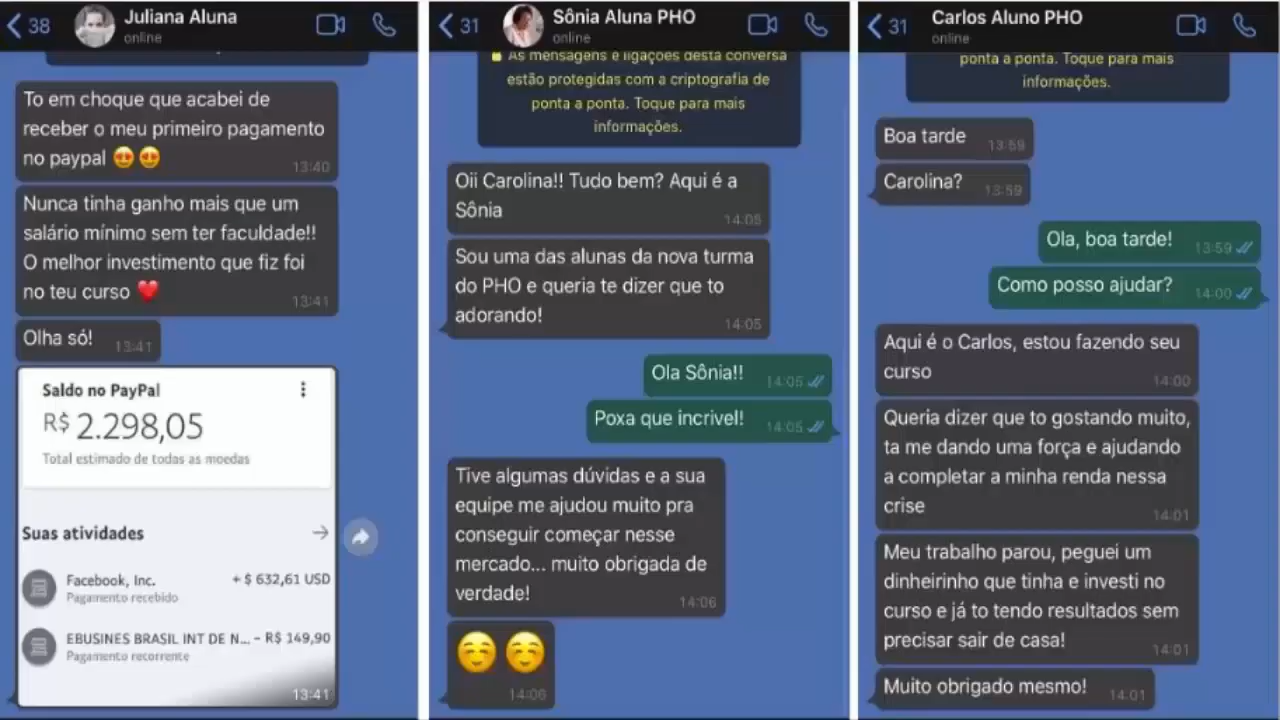 38
Juliana Aluna
online
To em choque que acabei de
receber o meu primeiro pagamento
no paypal 😍 😍
13:40
Nunca tinha ganho mais que um
salário mínimo sem ter faculdade!!
O melhor investimento que fiz foi
no teu curso ❤️
13:41
Olha só!
13:41
Saldo no PayPal
R$ 2.298,05
Total estimado de todas as moedas
Suas atividades
Facebook, Inc.
+ $ 632,61 USD
Pagamento recebido
EBUSINES BRASIL INT DE N... – R$ 149,90
Pagamento recorrente
13:41
31
Sônia Aluna PHO
online
🔒 As mensagens e ligações desta conversa
estão protegidas com a criptografia de
ponta a ponta. Toque para mais
informações.
Oii Carolina!! Tudo bem? Aqui é a
Sônia
14:05
Sou uma das alunas da nova turma
do PHO e queria te dizer que to
adorando!
14:05
Ola Sônia!!
14:05
Poxa que incrivel!
14:05
Tive algumas dúvidas e a sua
equipe me ajudou muito pra
conseguir começar nesse
mercado... muito obrigada de
verdade!
14:06
☺️ ☺️
14:06
31
Carlos Aluno PHO
online
ponta a ponta. Toque para mais
informações.
Boa tarde
13:59
Carolina?
13:59
Ola, boa tarde!
13:59
Como posso ajudar?
14:00
Aqui é o Carlos, estou fazendo seu
curso
14:00
Queria dizer que to gostando muito,
ta me dando uma força e ajudando
a completar a minha renda nessa
crise
14:01
Meu trabalho parou, peguei um
dinheirinho que tinha e investi no
curso e já to tendo resultados sem
precisar sair de casa!
14:01
Muito obrigado mesmo!
14:01